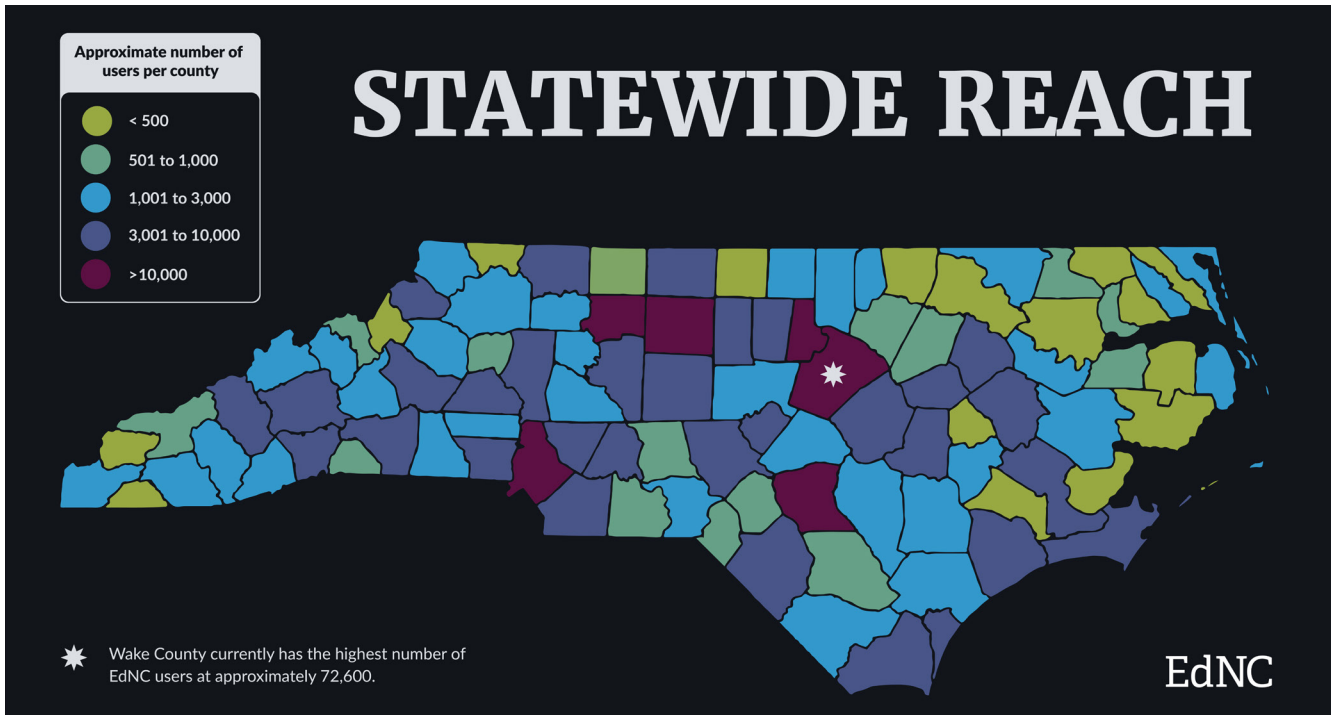 Approximate number of
users per county
< 500
501 to 1,000
1,001 to 3,000
3,001 to 10,000
>10,000
STATEWIDE REACH
Wake County currently has the highest number of
EdNC users at approximately 72,600.
EdNC